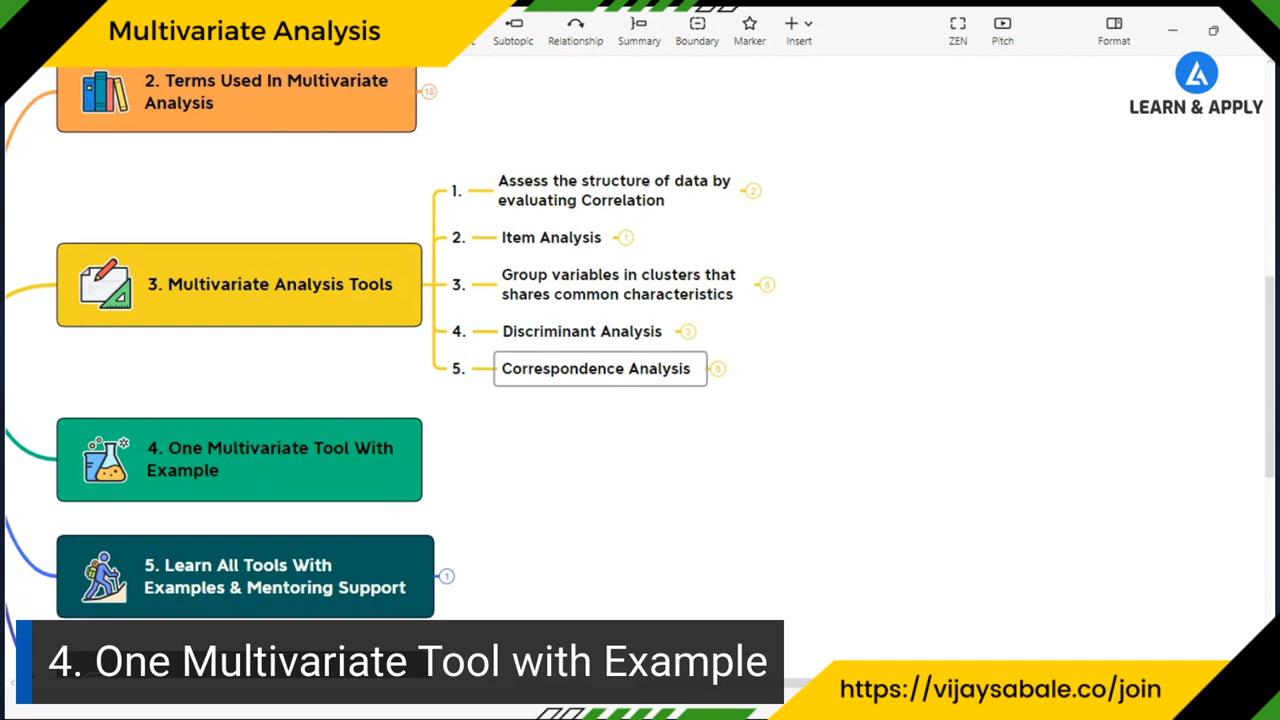 Multivariate Analysis
Subtopic
Relationship
Summary
Boundary
Marker
Insert
ZEN
Pitch
Format
LEARN & APPLY
2. Terms Used In Multivariate
Analysis
18
3. Multivariate Analysis Tools
1.
Assess the structure of data by
evaluating Correlation
2
2.
Item Analysis
1
3.
Group variables in clusters that
shares common characteristics
6
4.
Discriminant Analysis
3
5.
Correspondence Analysis
4. One Multivariate Tool With
Example
5. Learn All Tools With
Examples & Mentoring Support
1
4. One Multivariate Tool with Example
https://vijaysabale.co/join